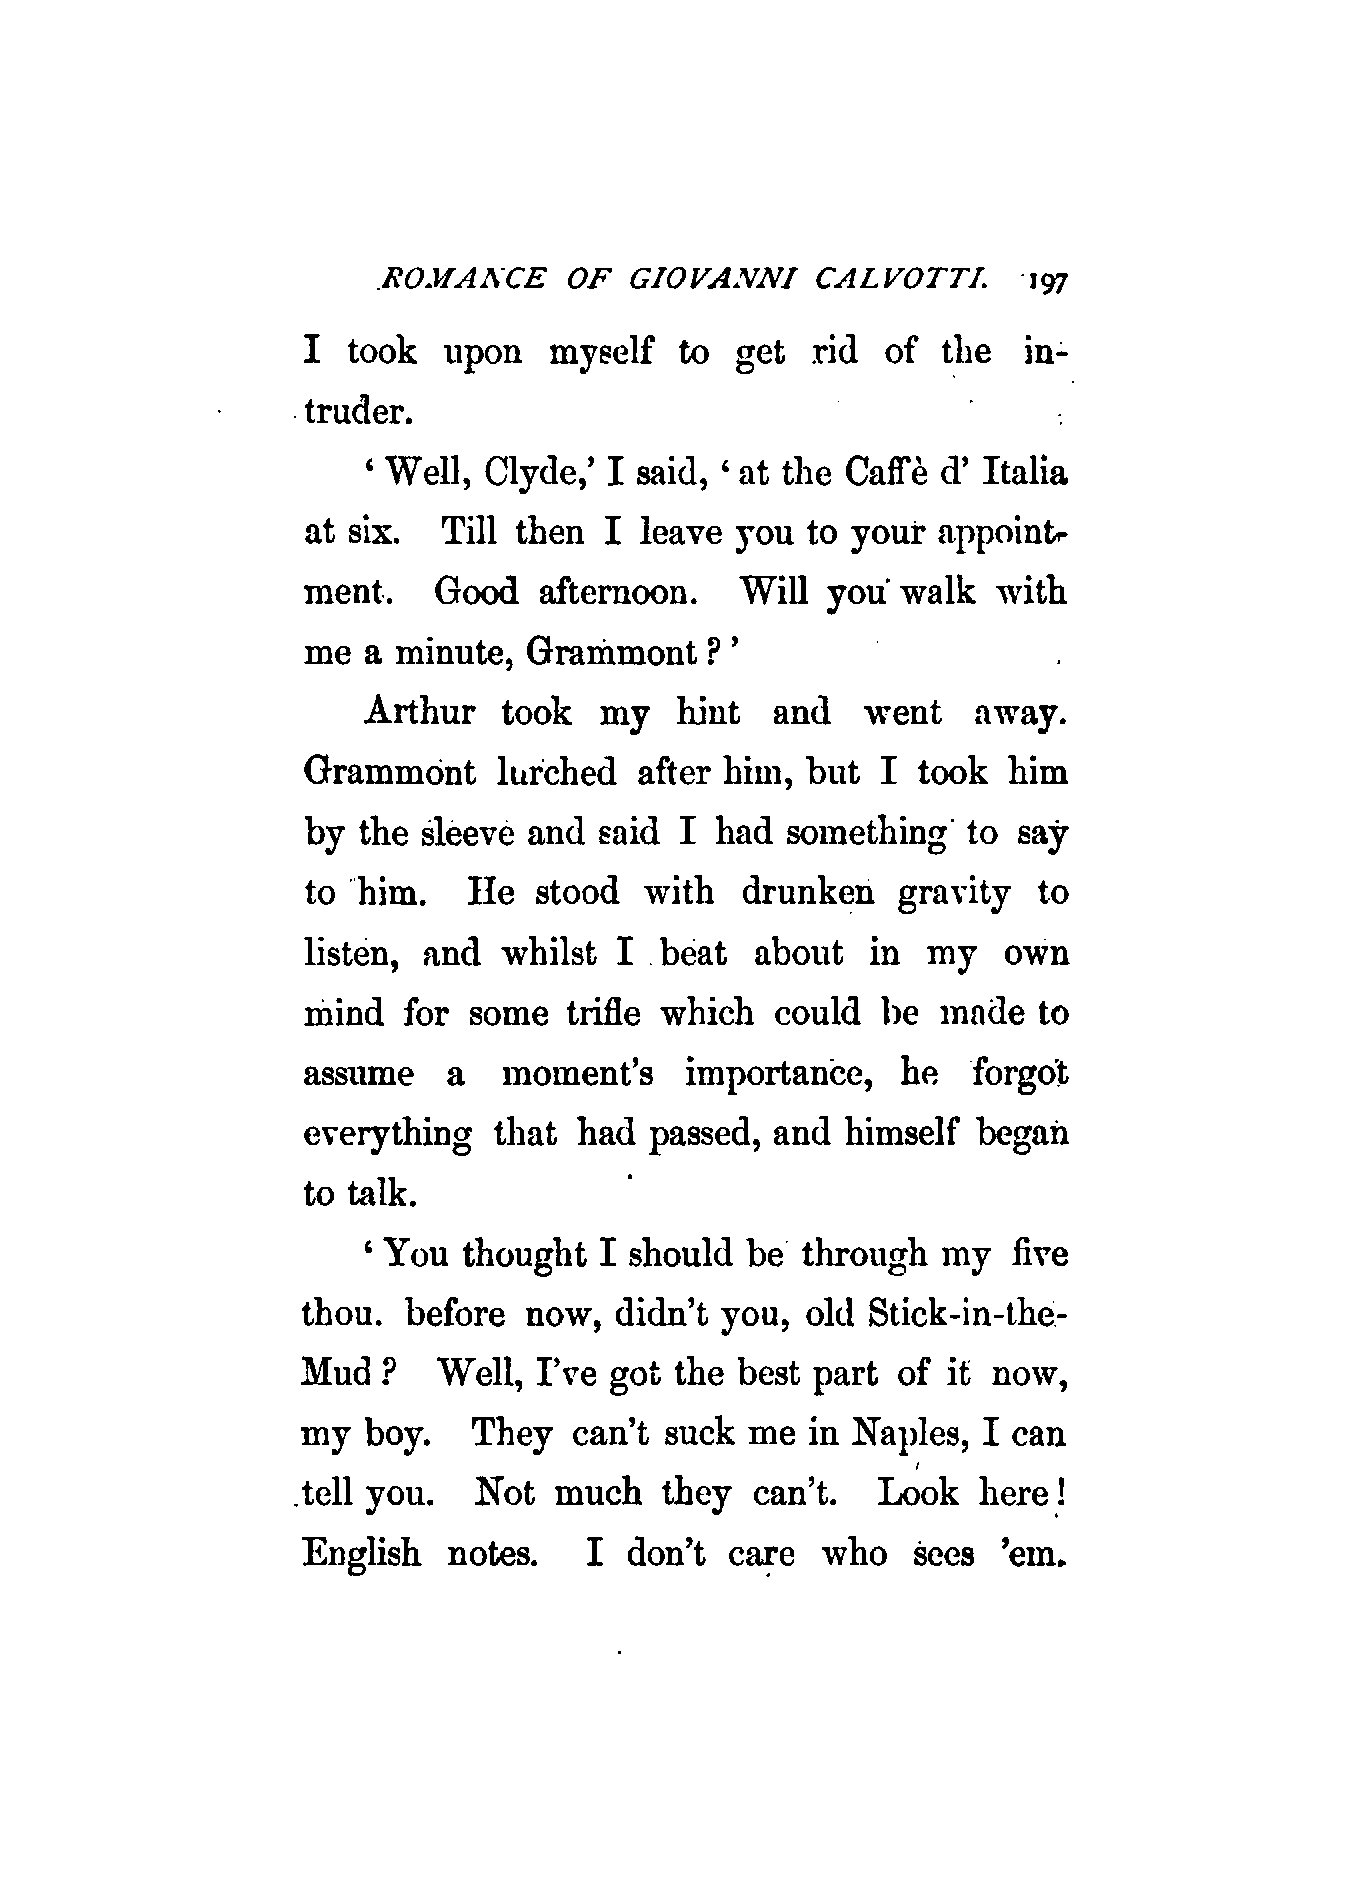 ROMANCE OF GIOVANNI CALVOTTI. 197
I took upon myself to get rid of the in-
truder.
‘ Well, Clyde,’ I said, ‘ at the Caffè d’ Italia
at six. Till then I leave you to your appoint-
ment. Good afternoon. Will you walk with
me a minute, Grammont ? ’
Arthur took my hint and went away.
Grammont lurched after him, but I took him
by the sleeve and said I had something to say
to him. He stood with drunken gravity to
listen, and whilst I beat about in my own
mind for some trifle which could be made to
assume a moment’s importance, he forgot
everything that had passed, and himself began
to talk.
‘ You thought I should be through my five
thou. before now, didn’t you, old Stick-in-the-
Mud ? Well, I’ve got the best part of it now,
my boy. They can’t suck me in Naples, I can
tell you. Not much they can’t. Look here !
English notes. I don’t care who sees ’em.